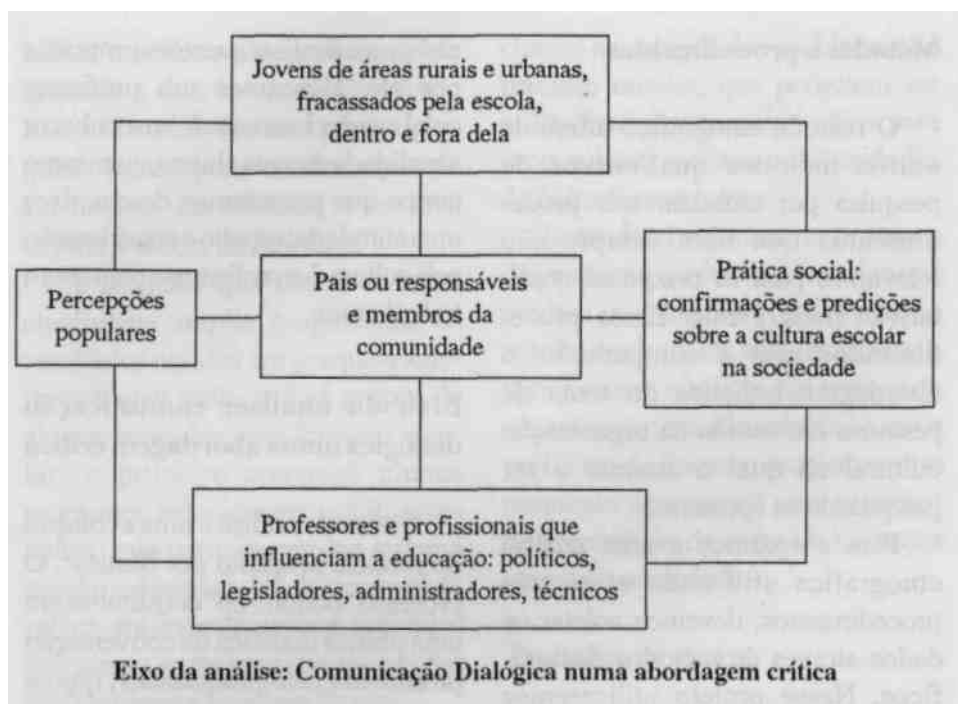 Jovens de áreas rurais e urbanas,
fracassados pela escola,
dentro e fora dela
Percepções
populares
Pais ou responsáveis
e membros da
comunidade
Prática social:
confirmações e predições
sobre a cultura escolar
na sociedade
Professores e profissionais que
influenciam a educação: políticos,
legisladores, administradores, técnicos
Eixo da análise: Comunicação Dialógica numa abordagem crítica